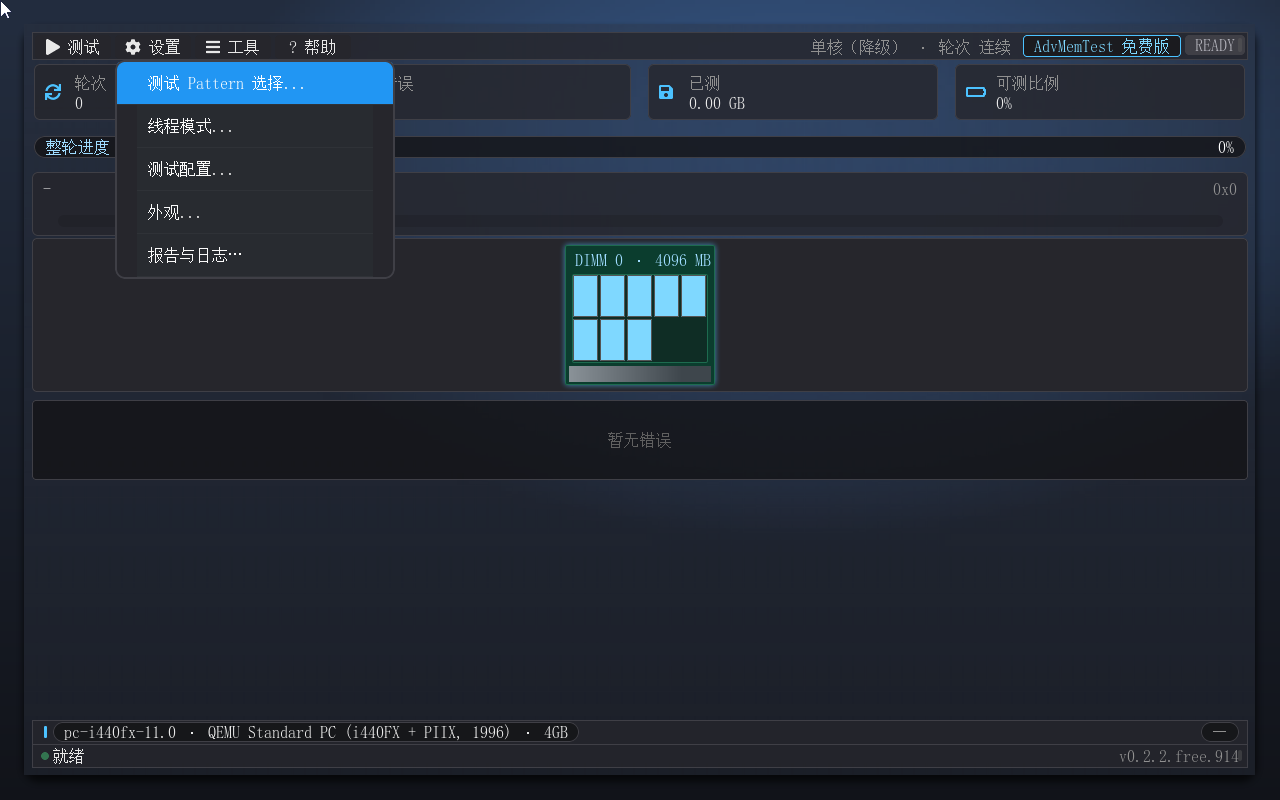 测试 设置 工具 ? 帮助 单核（降级） · 轮次 连续 AdvMemTest 免费版 READY
测试 Pattern 选择...
线程模式...
测试配置...
外观...
报告与日志…
轮次
0
已测
0.00 GB
可测比例
0%
整轮进度 0%
— 0x0
DIMM 0 · 4096 MB
暂无错误
pc-i440fx-11.0 · QEMU Standard PC (i440FX + PIIX, 1996) · 4GB —
就绪 v0.2.2.free.914